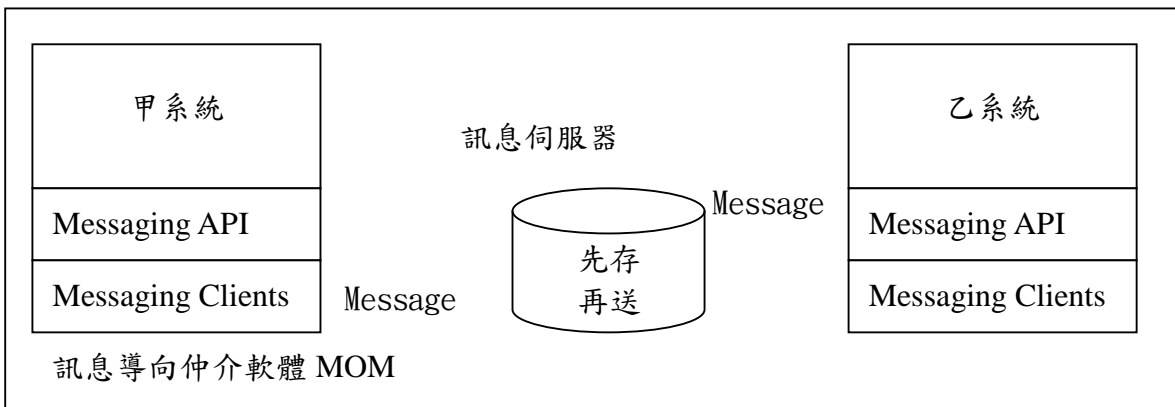 甲系統
Messaging API
Messaging Clients
Message
訊息伺服器
先存
再送
Message
乙系統
Messaging API
Messaging Clients
訊息導向仲介軟體 MOM